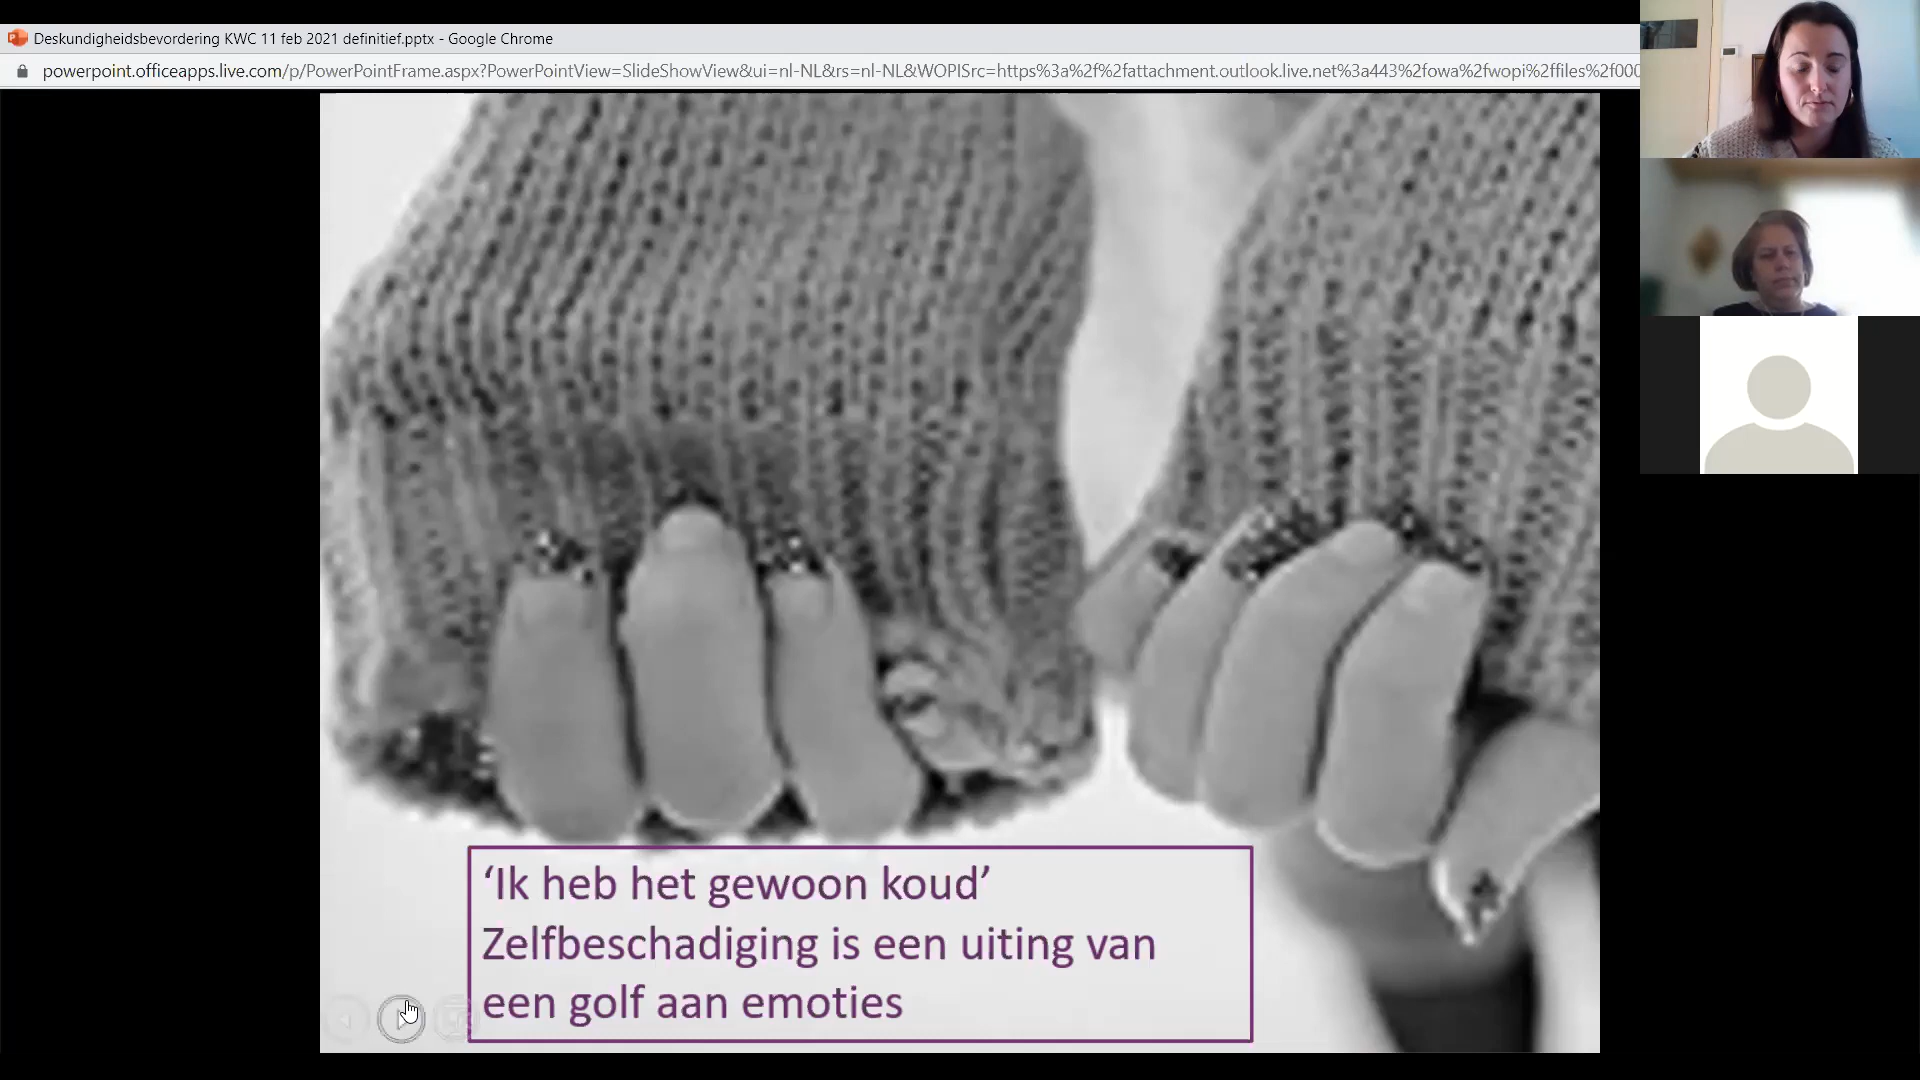 Deskundigheidsbevordering KWC 11 feb 2021 definitief.pptx - Google Chrome
powerpoint.officeapps.live.com/p/PowerPointFrame.aspx?PowerPointView=SlideShowView&ui=nl-NL&rs=nl-NL&WOPISrc=https%3a%2f%2fattachment.outlook.live.net%3a443%2fowa%2fwopi%2ffiles%2f000
‘Ik heb het gewoon koud’
Zelfbeschadiging is een uiting van
een golf aan emoties